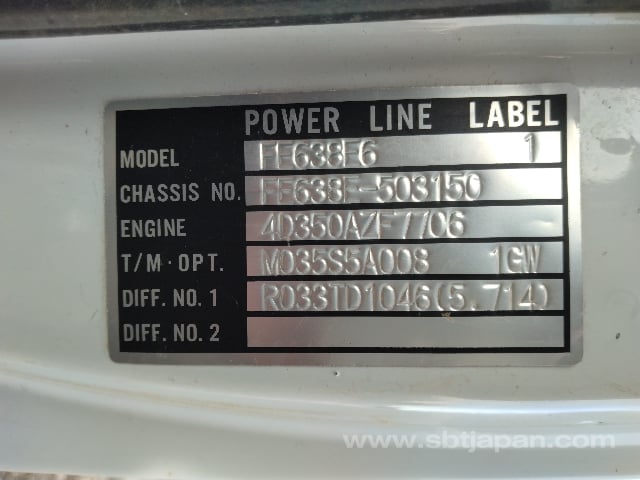 POWER LINE LABEL
MODEL FE638E6 1
CHASSIS NO. FE638E-503150
ENGINE 4D350AZF7706
T/M·OPT. M035S5A008 1GW
DIFF. NO. 1 R033TD1046(5.714)
DIFF. NO. 2
www.sbtjapan.com